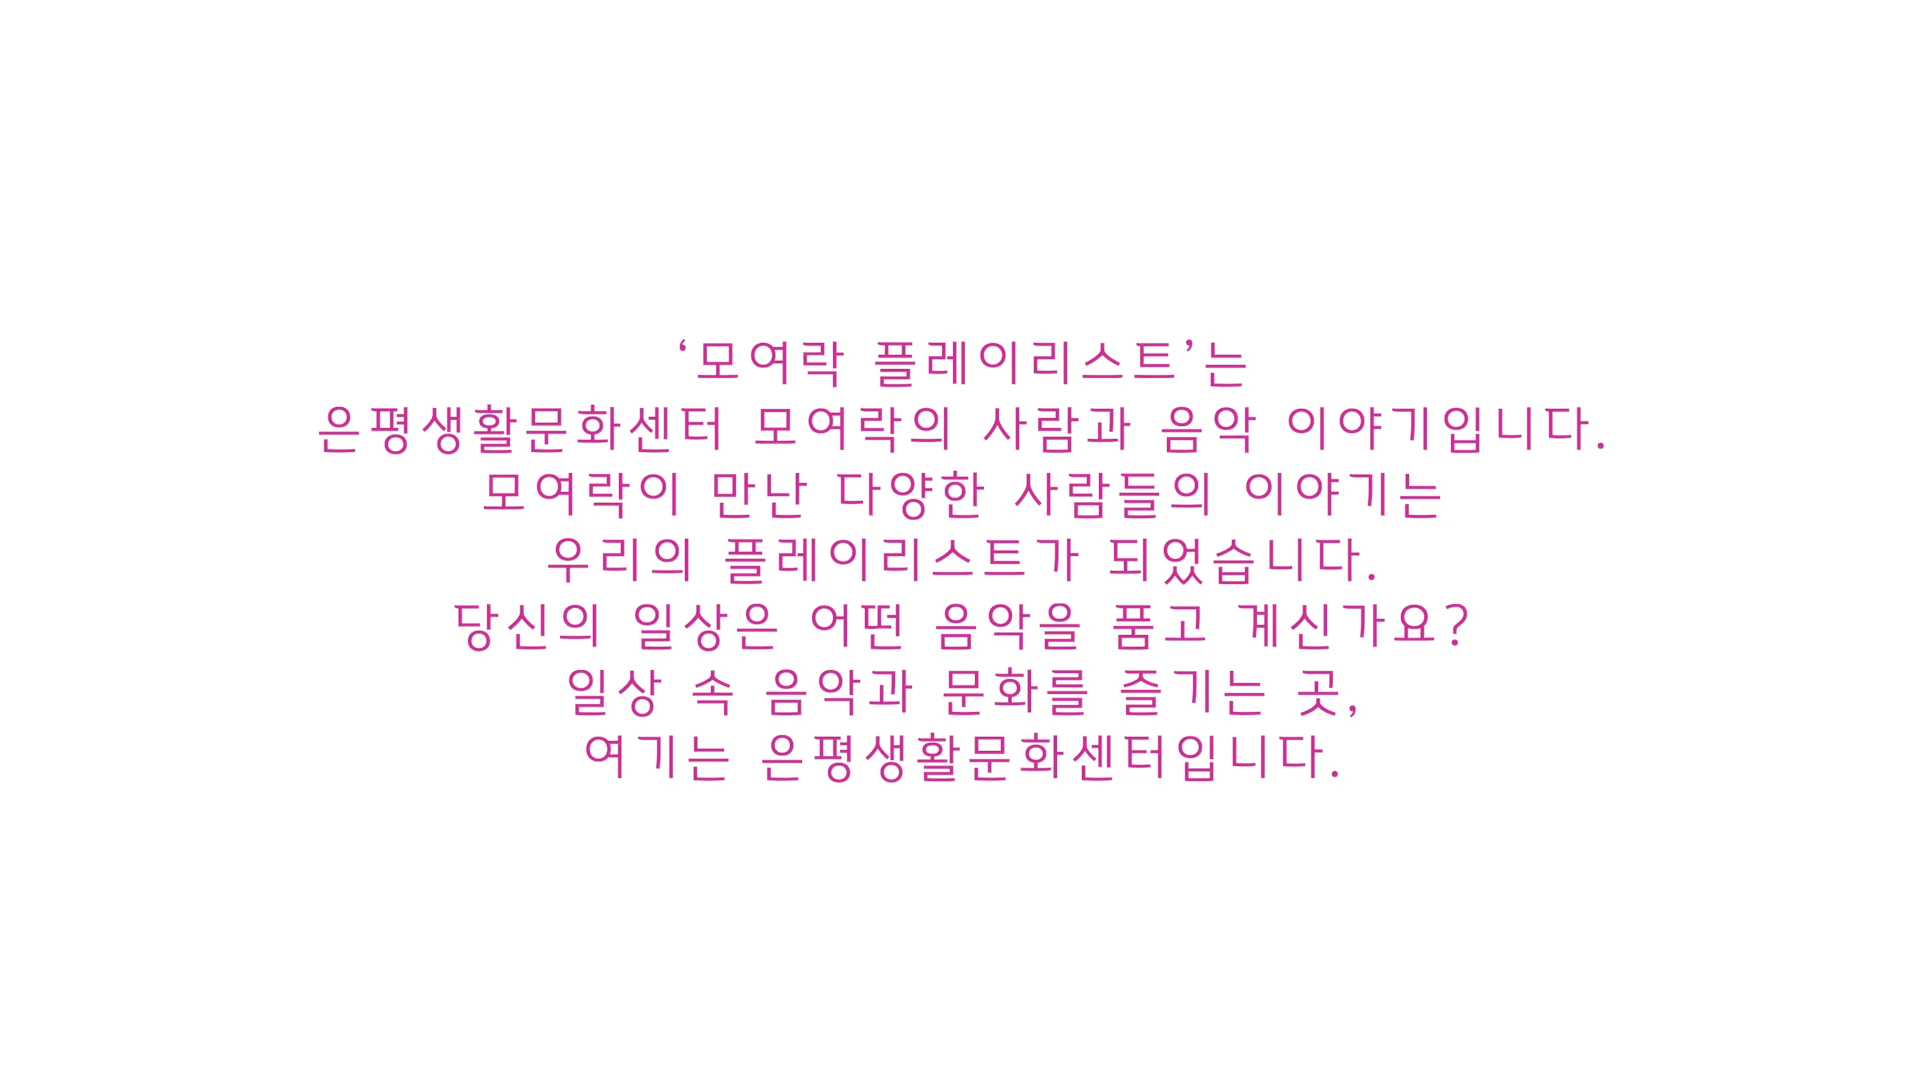 ‘모여락 플레이리스트’는
은평생활문화센터 모여락의 사람과 음악 이야기입니다.
모여락이 만난 다양한 사람들의 이야기는
우리의 플레이리스트가 되었습니다.
당신의 일상은 어떤 음악을 품고 계신가요?
일상 속 음악과 문화를 즐기는 곳,
여기는 은평생활문화센터입니다.